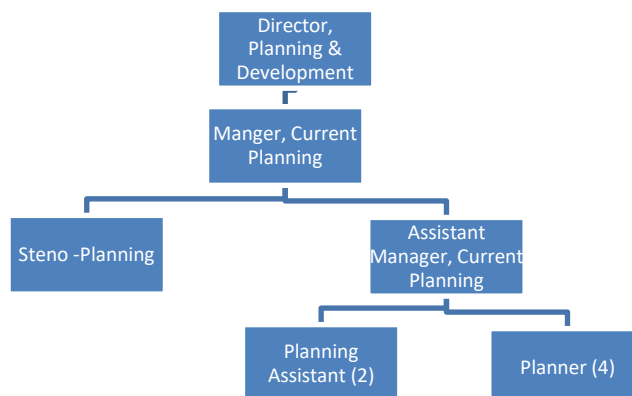 Director,
Planning &
Development
Manger, Current
Planning
Steno -Planning
Assistant
Manager, Current
Planning
Planning
Assistant (2)
Planner (4)